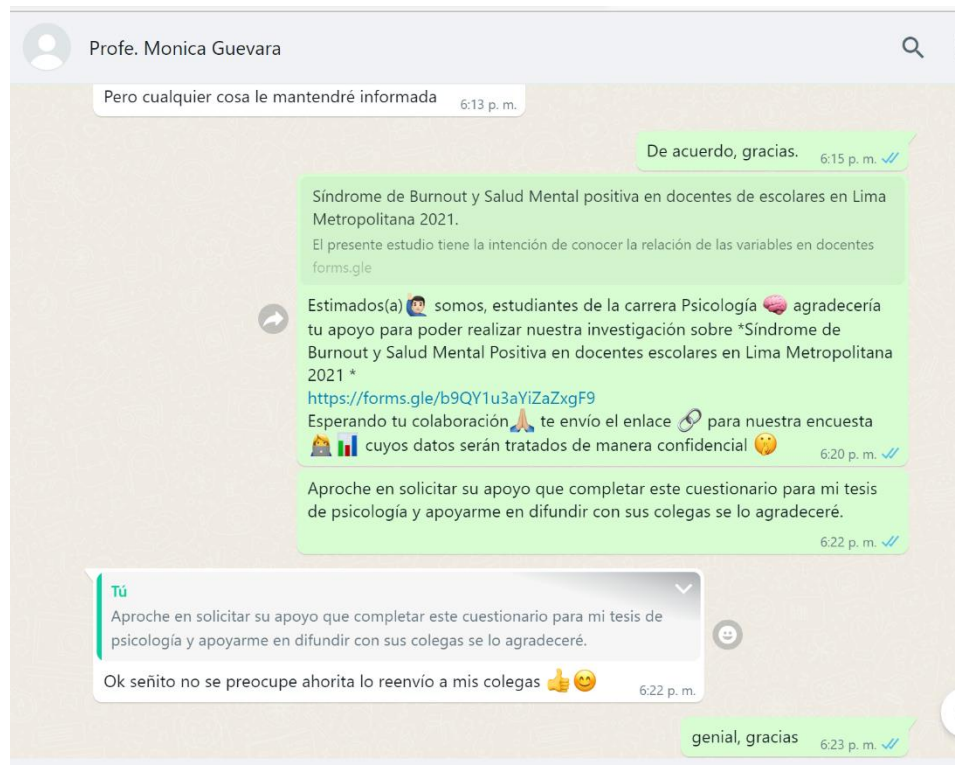 Profe. Monica Guevara
Pero cualquier cosa le mantendré informada
6:13 p. m.
De acuerdo, gracias.
6:15 p. m.
Síndrome de Burnout y Salud Mental positiva en docentes de escolares en Lima
Metropolitana 2021.
El presente estudio tiene la intención de conocer la relación de las variables en docentes
forms.gle
Estimados(a)🙋🏻‍♂️ somos, estudiantes de la carrera Psicología 🧠 agradecería
tu apoyo para poder realizar nuestra investigación sobre *Síndrome de
Burnout y Salud Mental Positiva en docentes escolares en Lima Metropolitana
2021 *
https://forms.gle/b9QY1u3aYiZaZxgF9
Esperando tu colaboración🙏🏼 te envío el enlace 🔗 para nuestra encuesta
👩‍💻 📊 cuyos datos serán tratados de manera confidencial 🤫
6:20 p. m.
Aproche en solicitar su apoyo que completar este cuestionario para mi tesis
de psicología y apoyarme en difundir con sus colegas se lo agradeceré.
6:22 p. m.
Tú
Aproche en solicitar su apoyo que completar este cuestionario para mi tesis de
psicología y apoyarme en difundir con sus colegas se lo agradeceré.
Ok señito no se preocupe ahorita lo reenvío a mis colegas 👍😊
6:22 p. m.
genial, gracias
6:23 p. m.